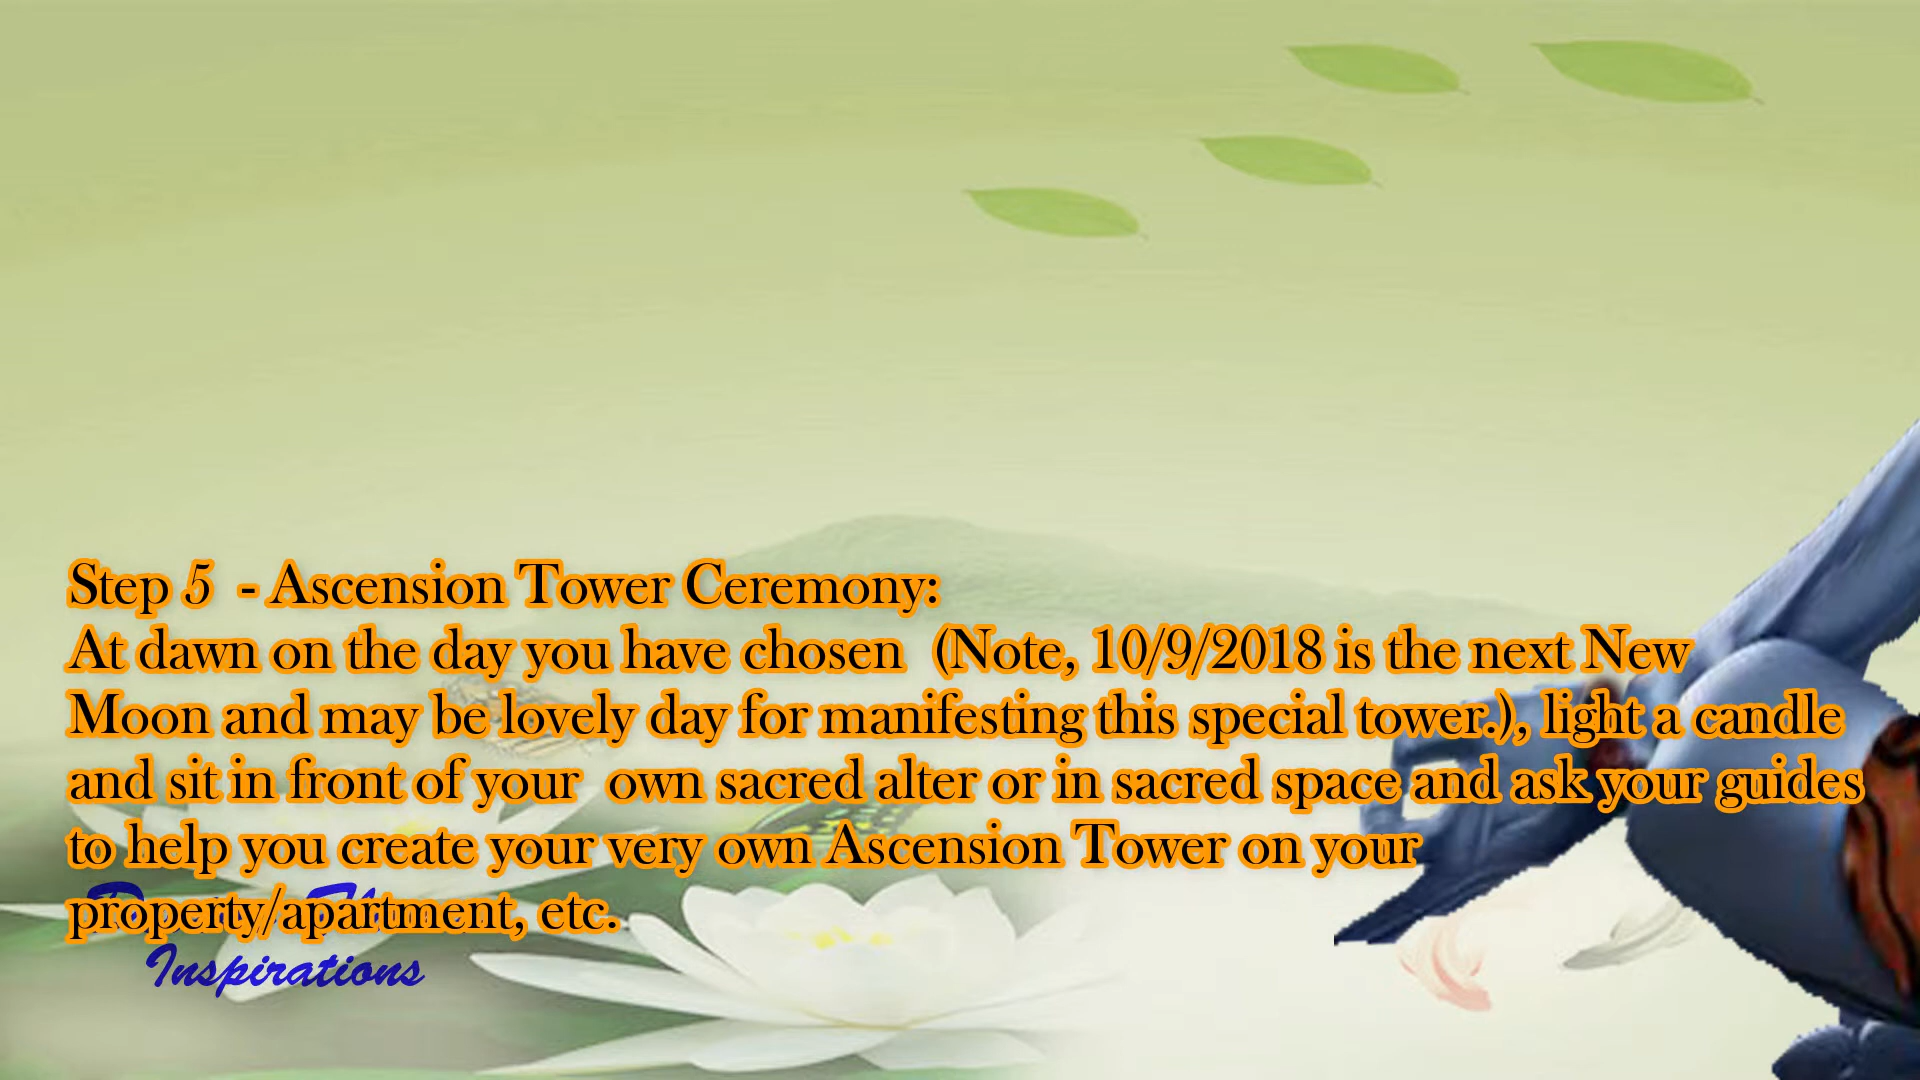 Step 5  - Ascension Tower Ceremony:
At dawn on the day you have chosen  (Note, 10/9/2018 is the next New
Moon and may be lovely day for manifesting this special tower.), light a candle
and sit in front of your  own sacred alter or in sacred space and ask your guides
to help you create your very own Ascension Tower on your
property/apartment, etc.
Inspirations